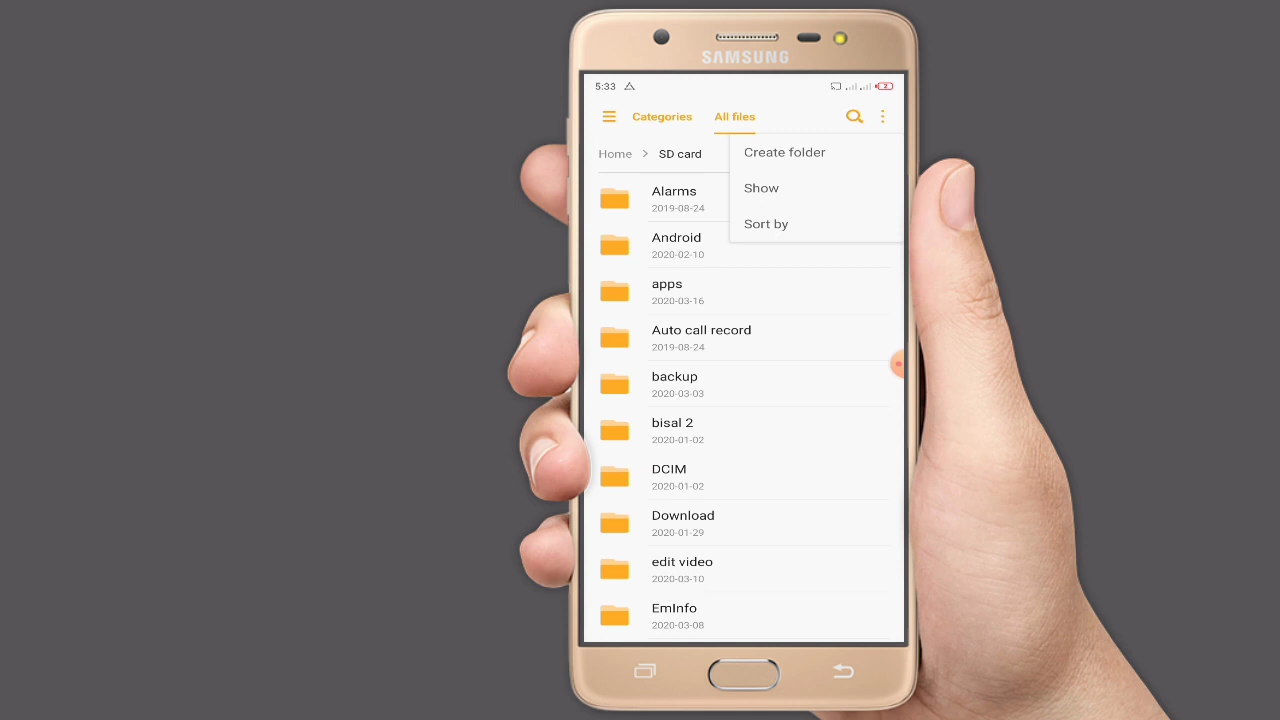 SAMSUNG
5:33
2
Categories All files
Home > SD card
Create folder
Show
Sort by
Alarms
2019-08-24
Android
2020-02-10
apps
2020-03-16
Auto call record
2019-08-24
backup
2020-03-03
bisal 2
2020-01-02
DCIM
2020-01-02
Download
2020-01-29
edit video
2020-03-10
EmInfo
2020-03-08